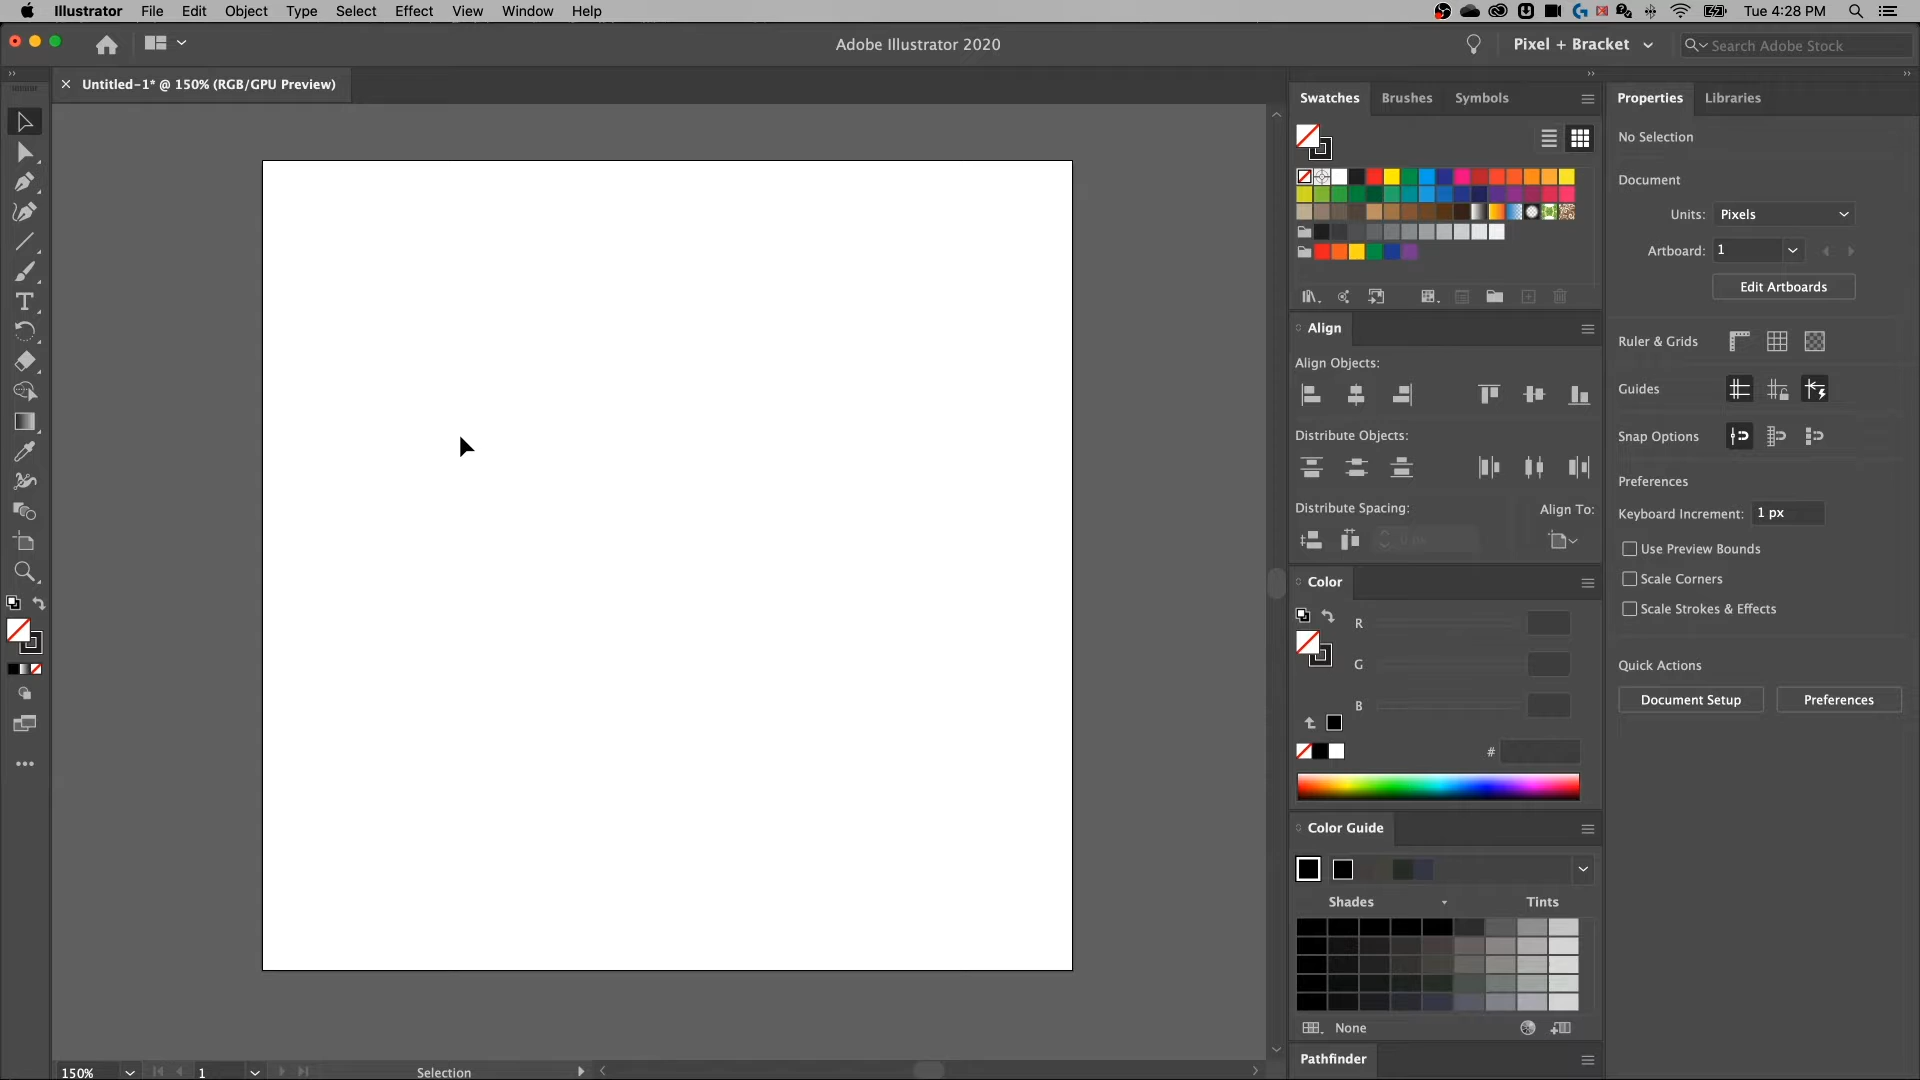 Illustrator File Edit Object Type Select Effect View Window Help Tue 4:28 PM
Adobe Illustrator 2020 Pixel + Bracket Search Adobe Stock
Untitled-1* @ 150% (RGB/GPU Preview)
Swatches Brushes Symbols
Properties Libraries
No Selection
Document
Units: Pixels
Artboard: 1
Edit Artboards
Align
Ruler & Grids
Align Objects:
Guides
Distribute Objects:
Snap Options
Preferences
Distribute Spacing:
Align To:
Keyboard Increment: 1 px
0 px
Use Preview Bounds
Color
Scale Corners
Scale Strokes & Effects
R
G
B
#
Quick Actions
Document Setup Preferences
Color Guide
Shades Tints
None
Pathfinder
150% 1 Selection